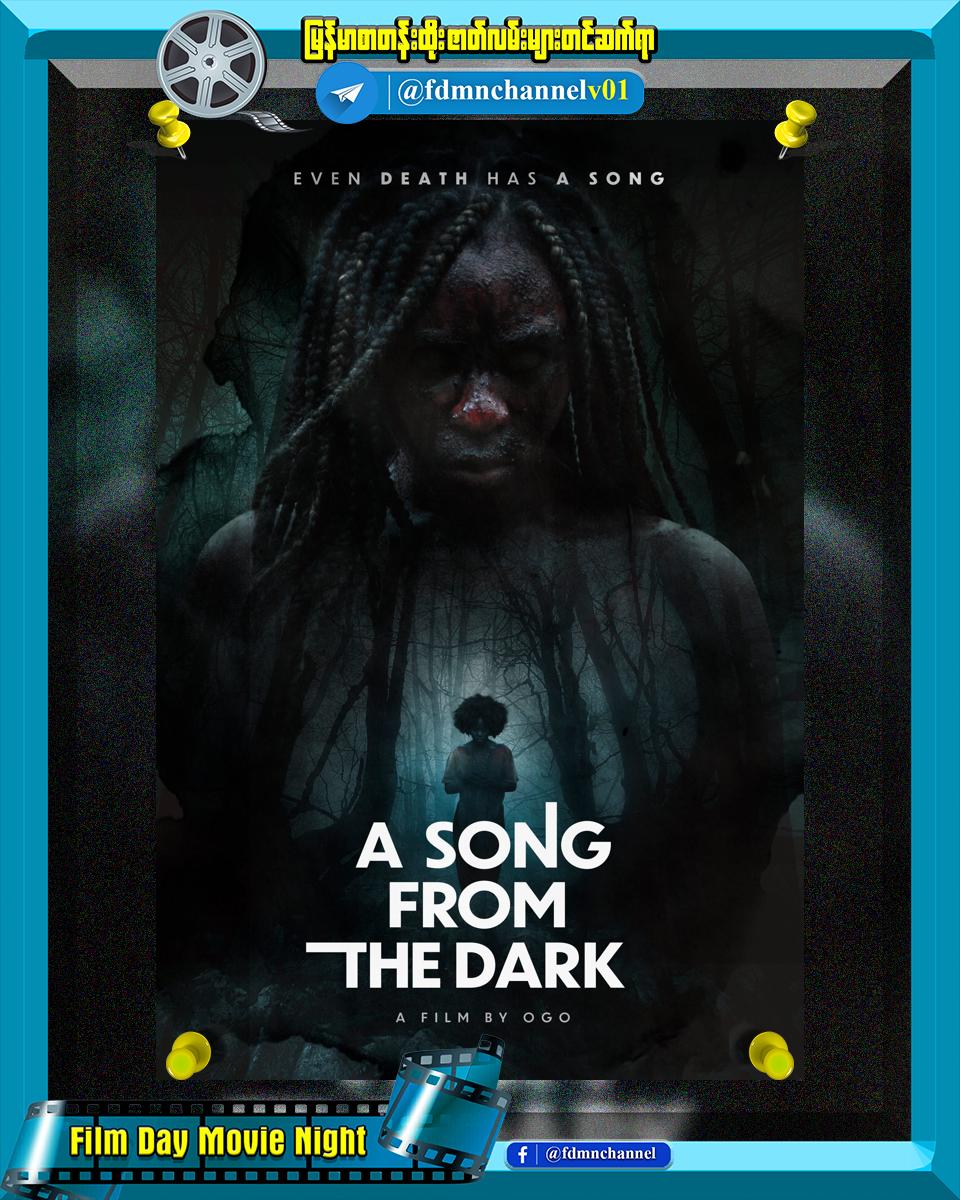 မြန်မာစာတန်းထိုးဇာတ်လမ်းများတင်ဆက်ရာ
@fdmnchannelv01
EVEN DEATH HAS A SONG
A SONG
FROM
THE DARK
A FILM BY OGO
Film Day Movie Night
@fdmnchannel